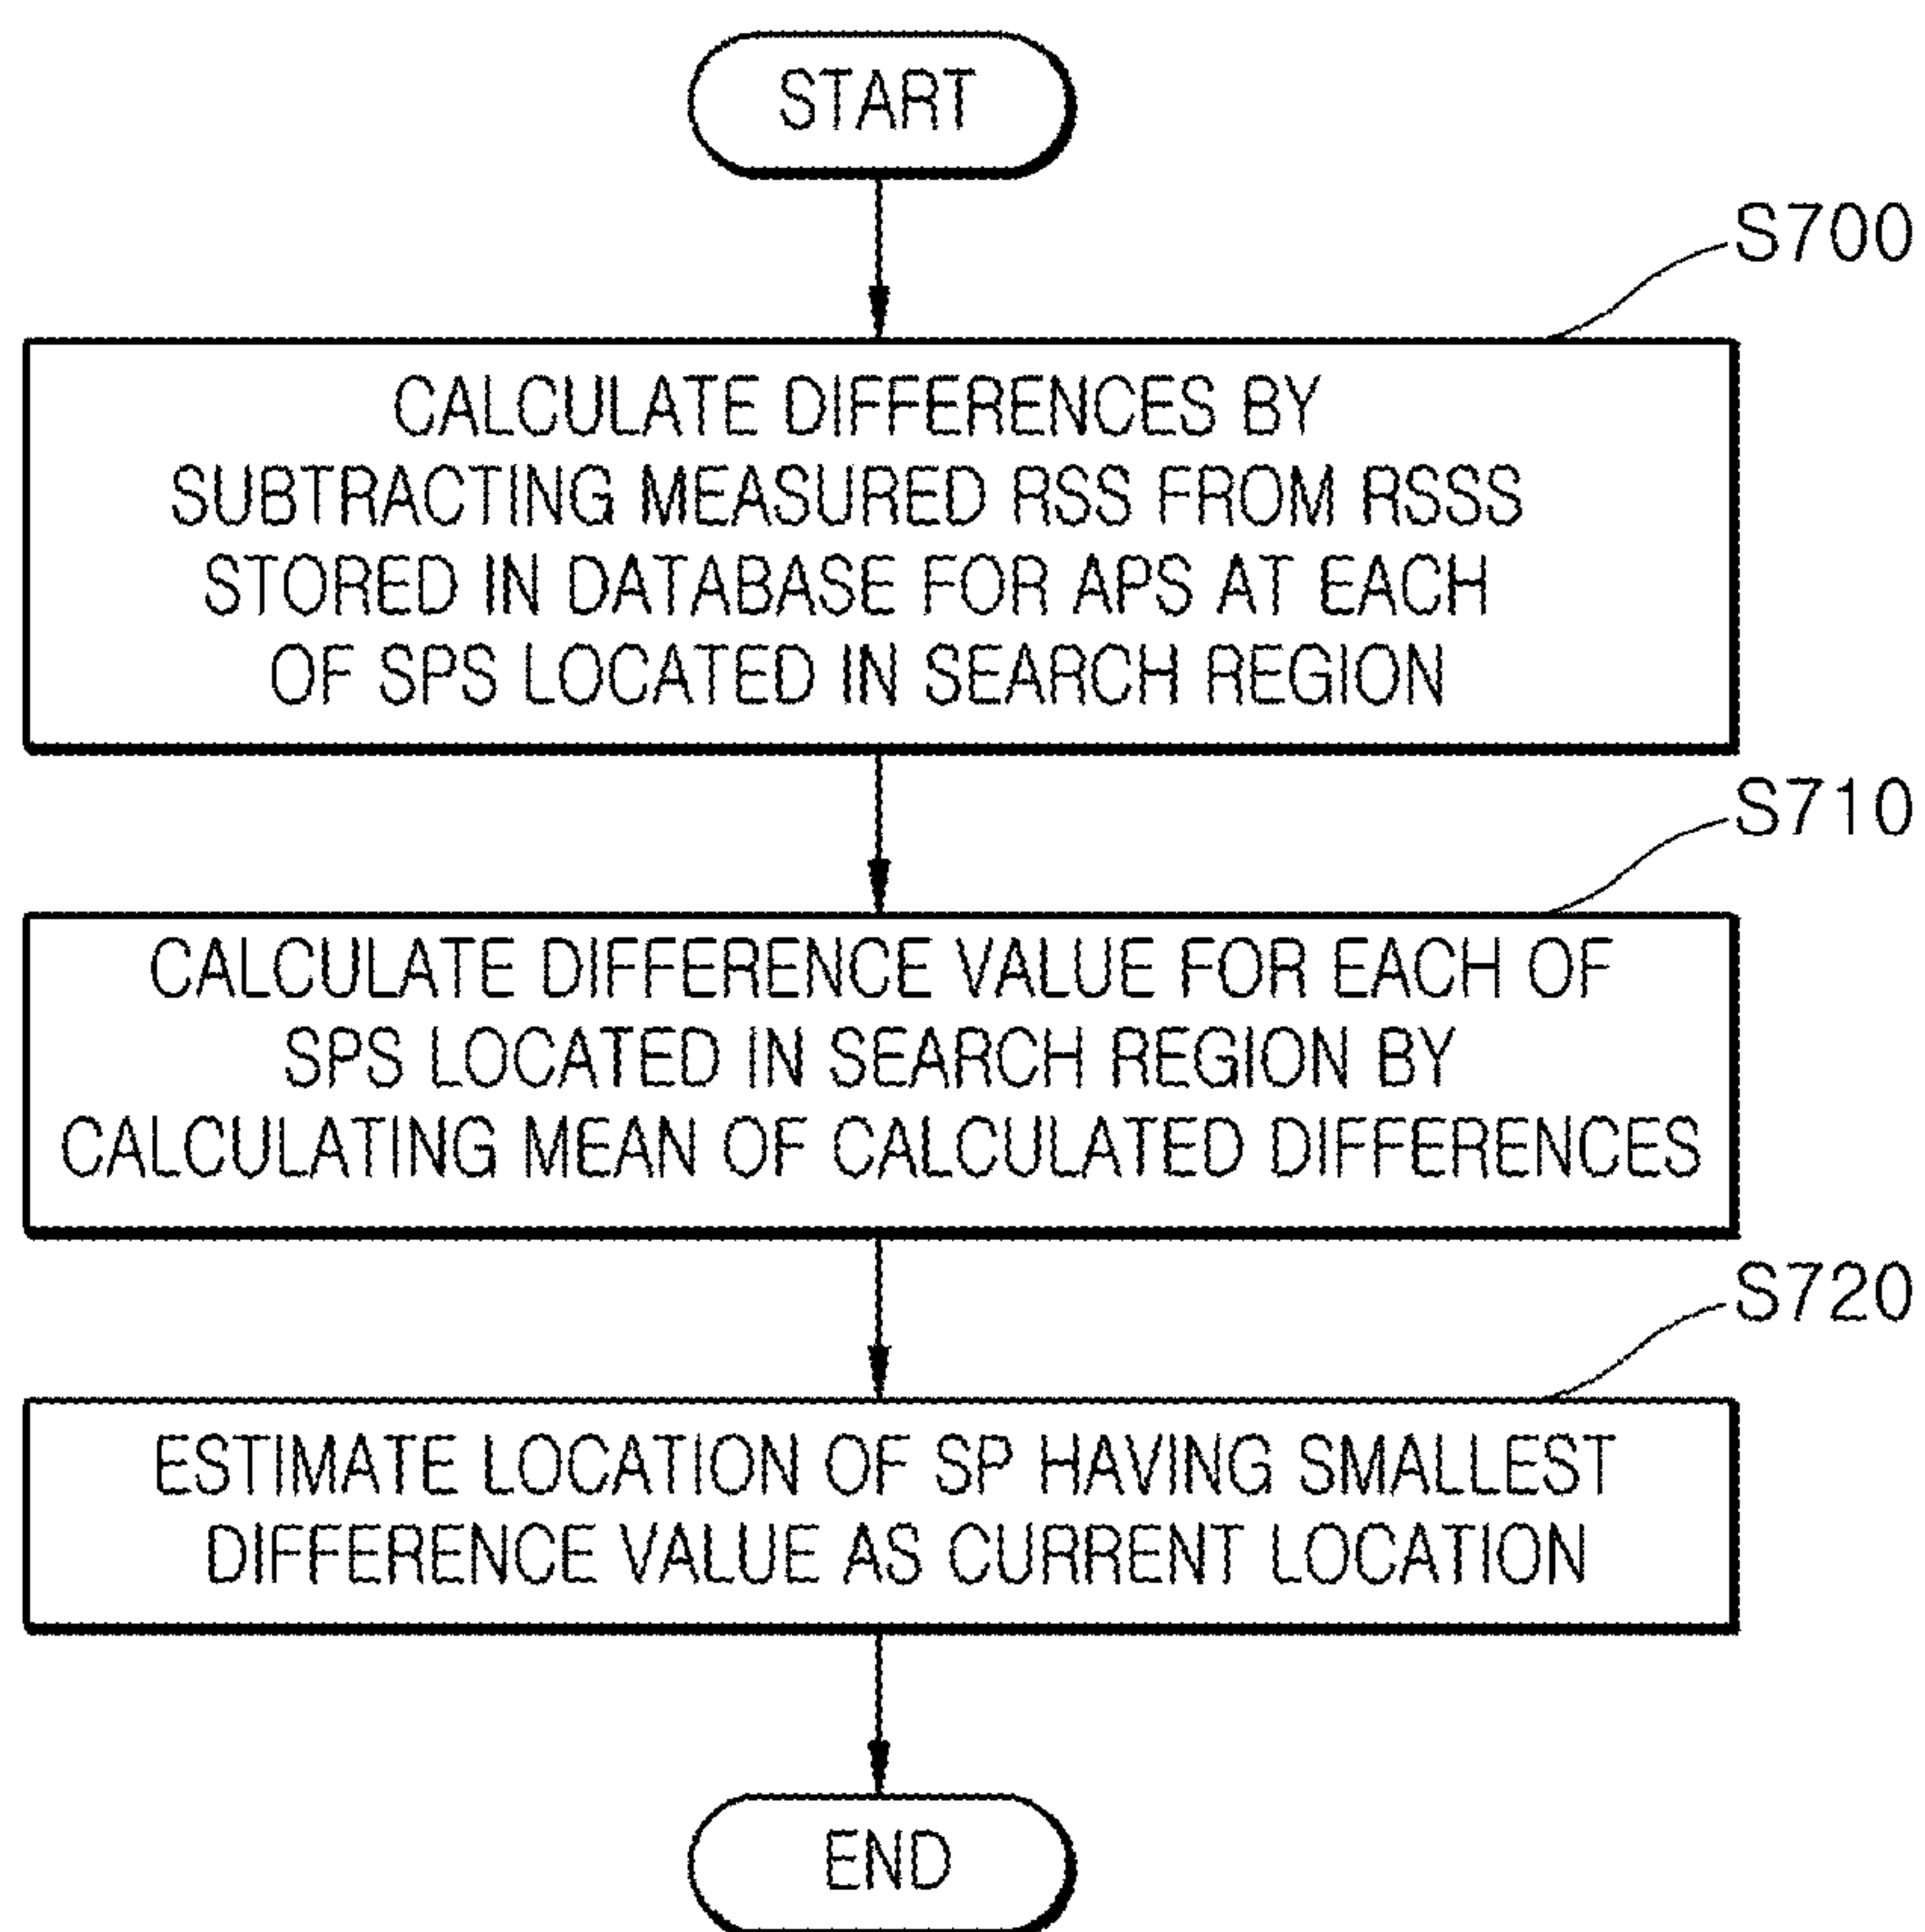 START
S700
CALCULATE DIFFERENCES BY
SUBTRACTING MEASURED RSS FROM RSSS
STORED IN DATABASE FOR APS AT EACH
OF SPS LOCATED IN SEARCH REGION
S710
CALCULATE DIFFERENCE VALUE FOR EACH OF
SPS LOCATED IN SEARCH REGION BY
CALCULATING MEAN OF CALCULATED DIFFERENCES
S720
ESTIMATE LOCATION OF SP HAVING SMALLEST
DIFFERENCE VALUE AS CURRENT LOCATION
END